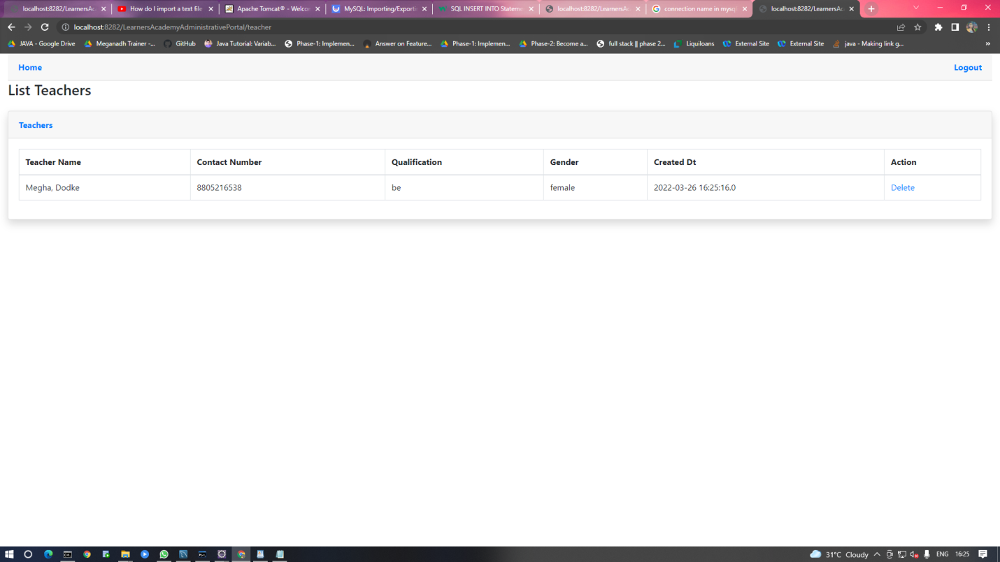 localhost:8282/LearnersAc
How do I import a text file
Apache Tomcat® - Welcom
MySQL: Importing/Exporti
SQL INSERT INTO Stateme
localhost:8282/LearnersAc
connection name in mysql
localhost:8282/LearnersAc
localhost:8282/LearnersAcademyAdministrativePortal/teacher
JAVA - Google Drive
Meganadh Trainer -...
GitHub
Java Tutorial: Variab...
Phase-1: Implemen...
Answer on Feature...
Phase-1: Implemen...
Phase-2: Become a...
full stack || phase 2...
Liquiloans
External Site
External Site
java - Making link g...
»
Home
Logout
List Teachers
Teachers
Teacher Name Contact Number Qualification Gender Created Dt Action
Megha, Dodke 8805216538 be female 2022-03-26 16:25:16.0 Delete
31°C Cloudy ENG 16:25